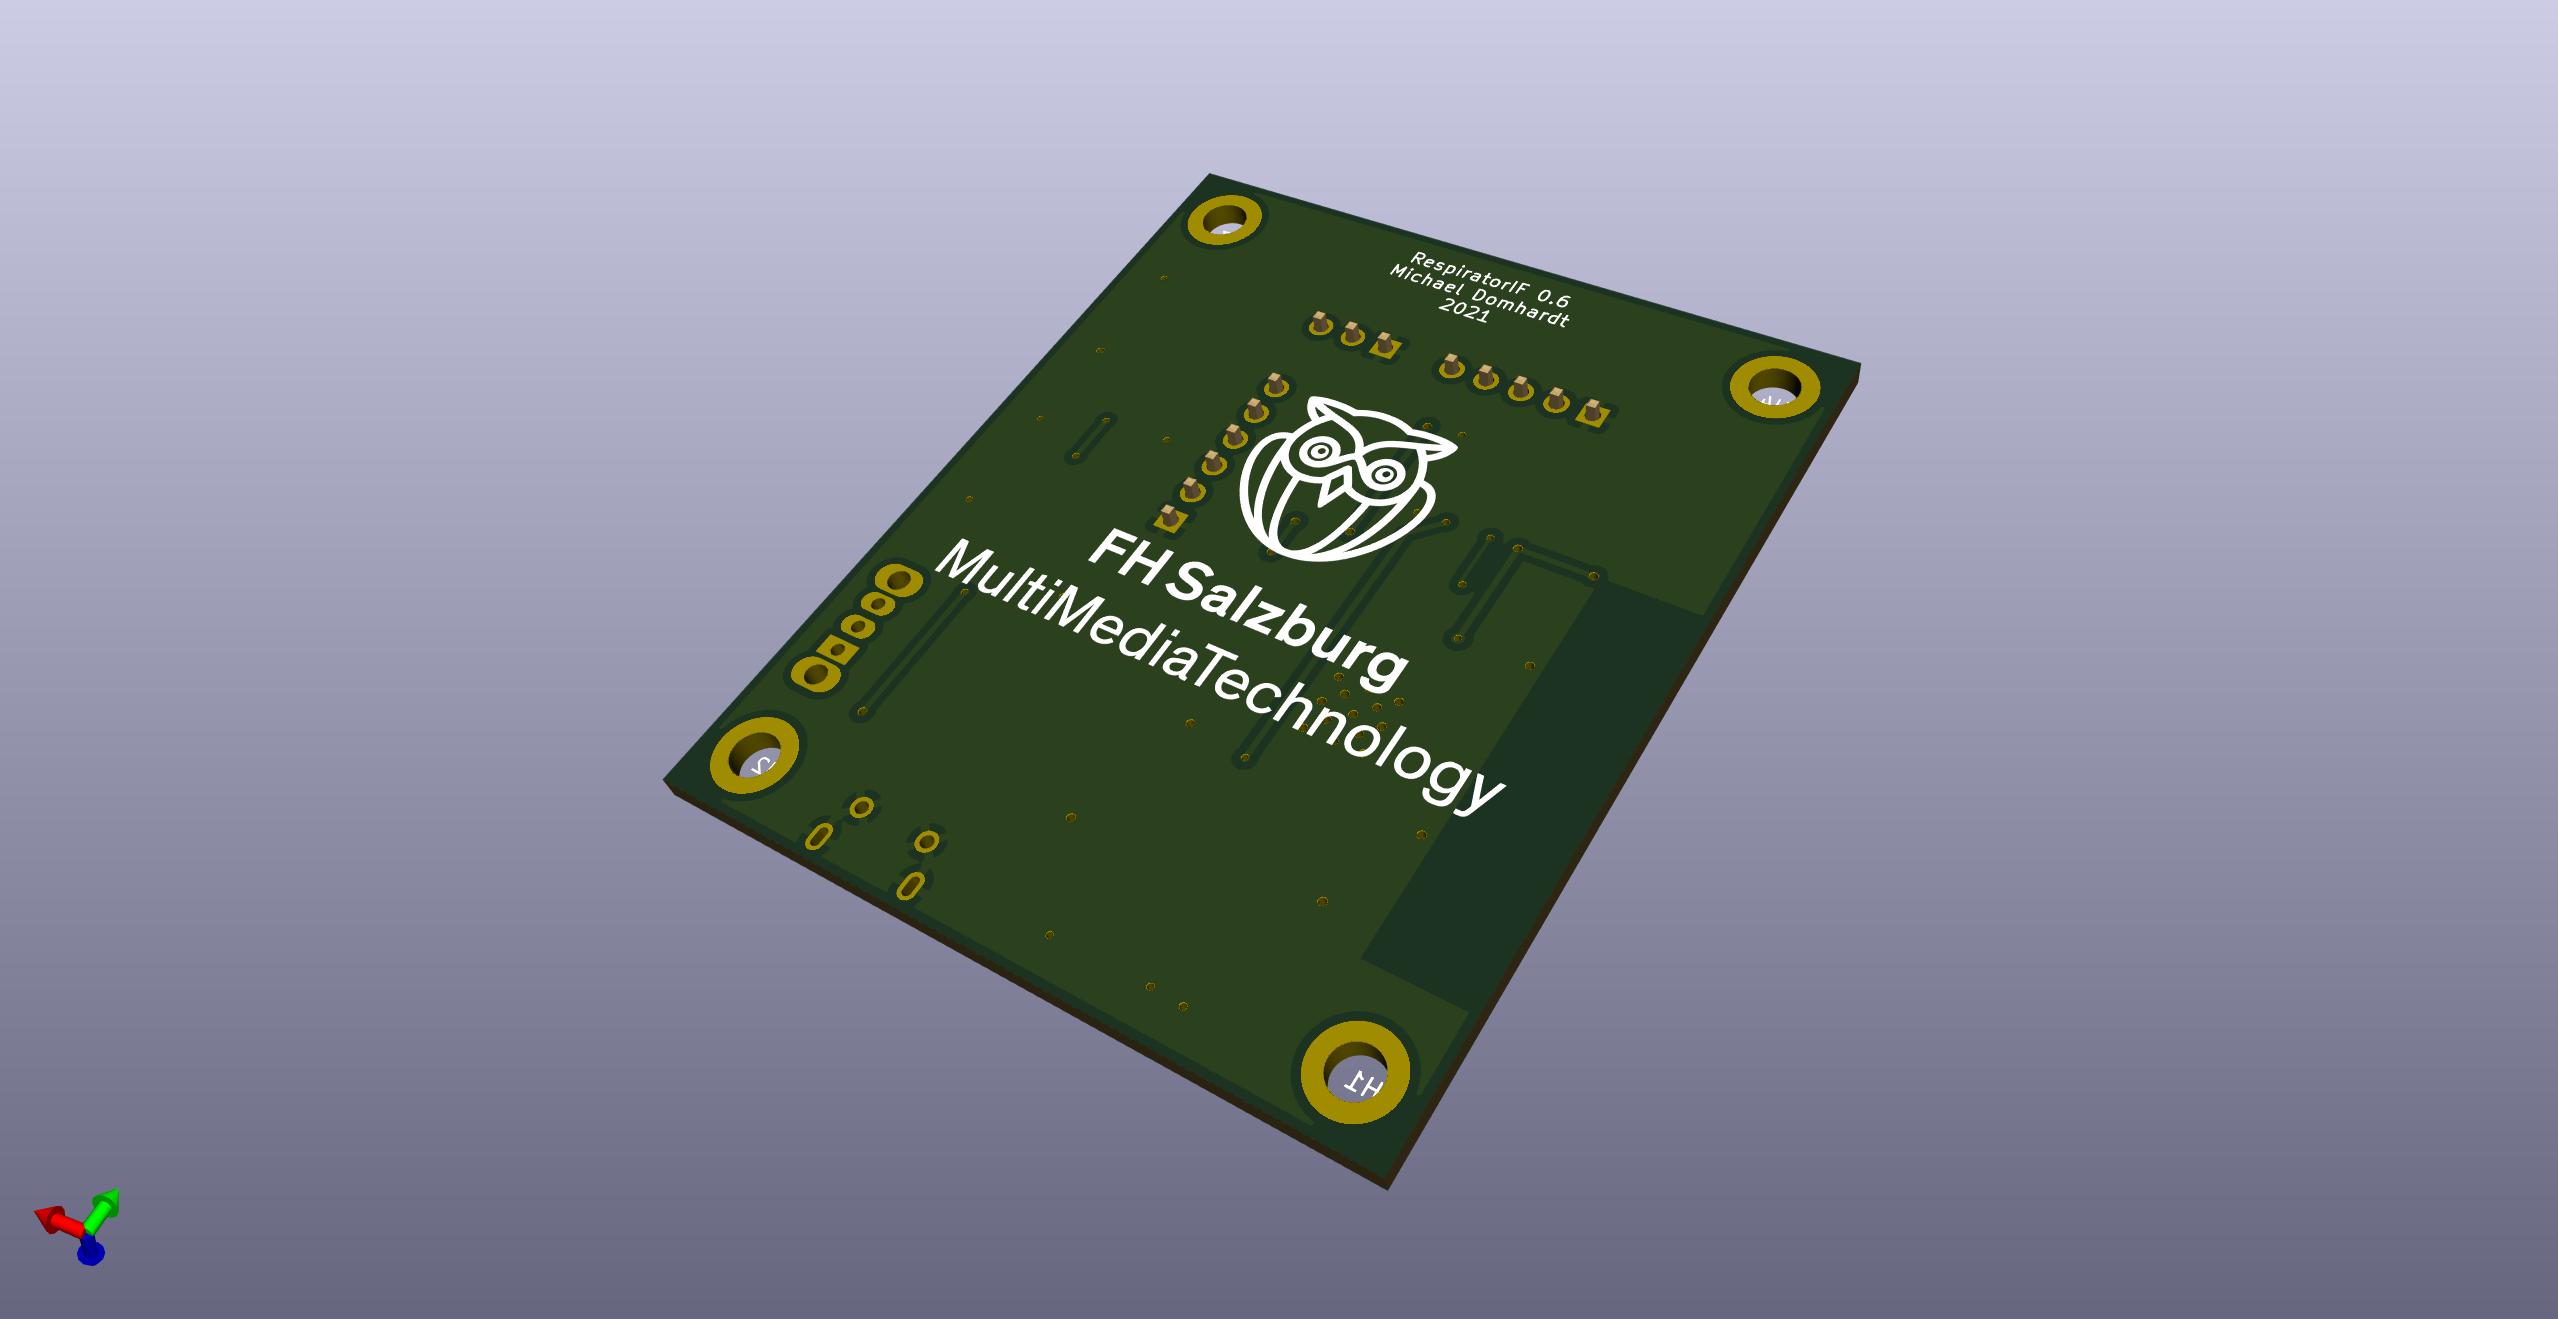 RespiratorIF 0.6
Michael Domhardt
2021
FH Salzburg
MultiMediaTechnology
H1